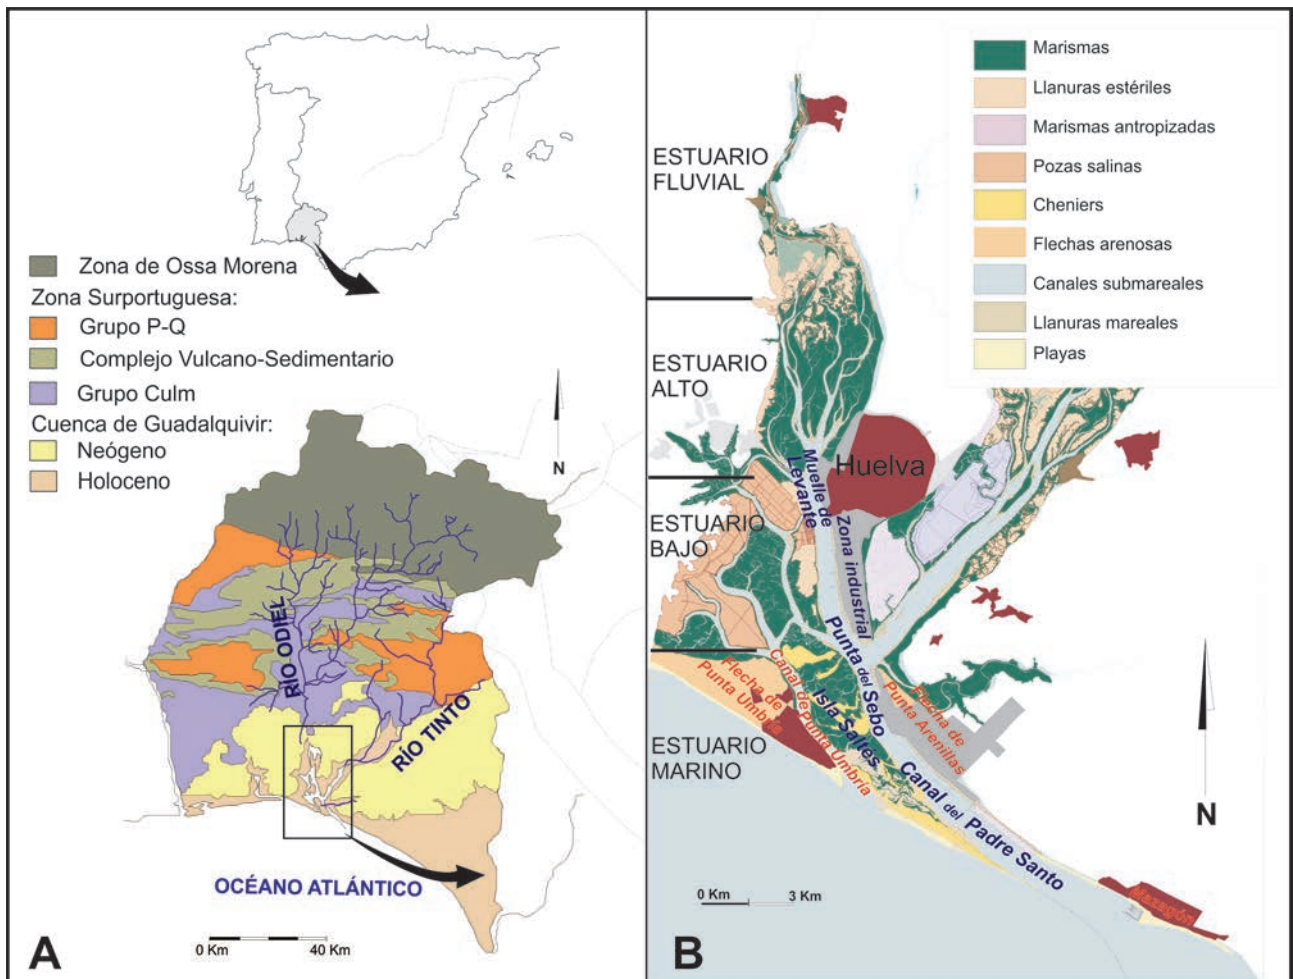 Zona de Ossa Morena
Zona Surportuguesa:
Grupo P-Q
Complejo Vulcano-Sedimentario
Grupo Culm
Cuenca de Guadalquivir:
Neógeno
Holoceno
N
RÍO ODIEL
RÍO TINTO
OCÉANO ATLÁNTICO
0 Km
40 Km
A
Marismas
Llanuras estériles
Marismas antropizadas
Pozas salinas
Cheniers
Flechas arenosas
Canales submareales
Llanuras mareales
Playas
ESTUARIO
FLUVIAL
ESTUARIO
ALTO
ESTUARIO
BAJO
ESTUARIO
MARINO
Huelva
Muelle de
Levante
Zona industrial
Punta del Sebo
Isla Saltés
Canal del Padre Santo
Flecha de
Punta Umbría
Canal de Punta Umbría
Flecha de
Punta Arenillas
Mazagón
0 Km
3 Km
N
B